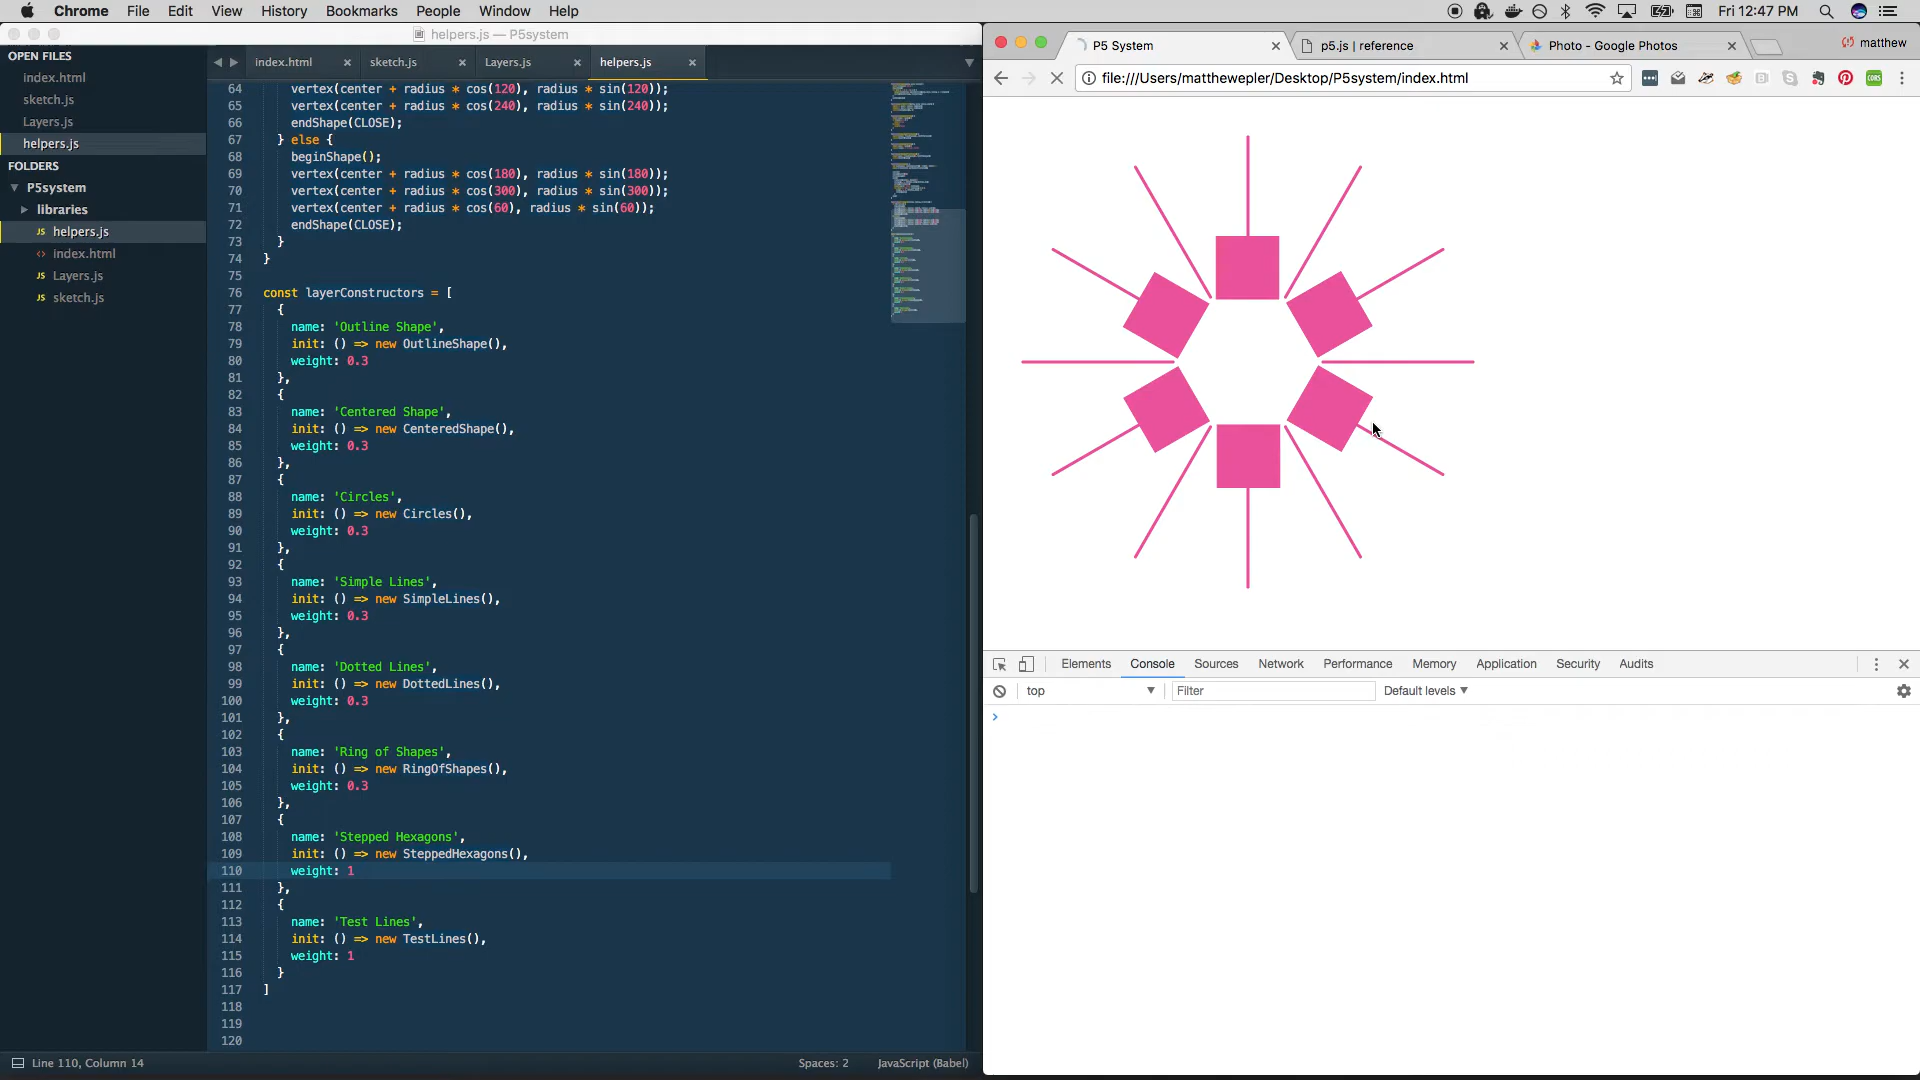 Chrome File Edit View History Bookmarks People Window Help Fri 12:47 PM
helpers.js — P5system
OPEN FILES
index.html
sketch.js
Layers.js
helpers.js
FOLDERS
P5system
libraries
JS helpers.js
<> index.html
JS Layers.js
JS sketch.js
index.html × sketch.js × Layers.js × helpers.js ×
64 vertex(center + radius * cos(120), radius * sin(120));
65 vertex(center + radius * cos(240), radius * sin(240));
66 endShape(CLOSE);
67 } else {
68 beginShape();
69 vertex(center + radius * cos(180), radius * sin(180));
70 vertex(center + radius * cos(300), radius * sin(300));
71 vertex(center + radius * cos(60), radius * sin(60));
72 endShape(CLOSE);
73 }
74 }
75
76 const layerConstructors = [
77 {
78 name: 'Outline Shape',
79 init: () => new OutlineShape(),
80 weight: 0.3
81 },
82 {
83 name: 'Centered Shape',
84 init: () => new CenteredShape(),
85 weight: 0.3
86 },
87 {
88 name: 'Circles',
89 init: () => new Circles(),
90 weight: 0.3
91 },
92 {
93 name: 'Simple Lines',
94 init: () => new SimpleLines(),
95 weight: 0.3
96 },
97 {
98 name: 'Dotted Lines',
99 init: () => new DottedLines(),
100 weight: 0.3
101 },
102 {
103 name: 'Ring of Shapes',
104 init: () => new RingOfShapes(),
105 weight: 0.3
106 },
107 {
108 name: 'Stepped Hexagons',
109 init: () => new SteppedHexagons(),
110 weight: 1
111 },
112 {
113 name: 'Test Lines',
114 init: () => new TestLines(),
115 weight: 1
116 }
117 ]
118
119
120
Line 110, Column 14 Spaces: 2 JavaScript (Babel)
P5 System × p5.js | reference × Photo - Google Photos × matthew
file:///Users/matthewepler/Desktop/P5system/index.html
CORS
Elements Console Sources Network Performance Memory Application Security Audits
top Filter Default levels